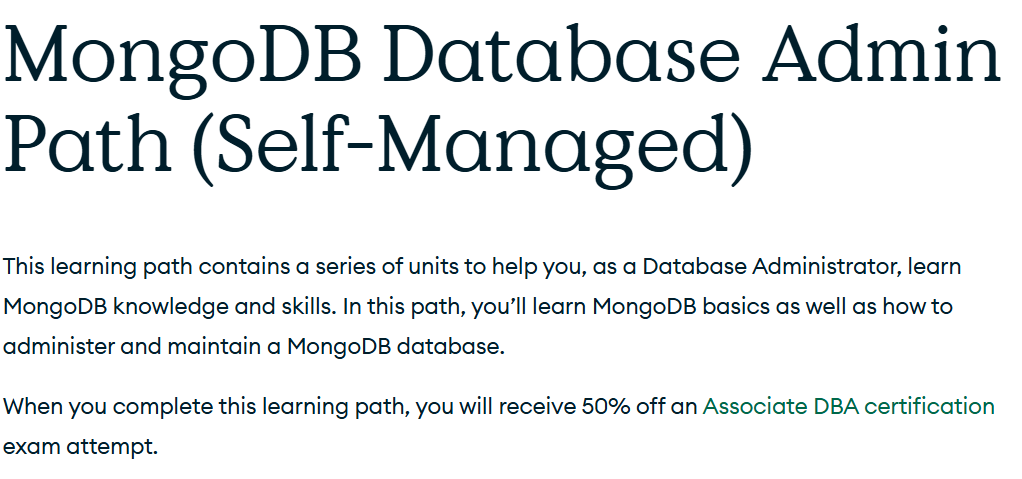 MongoDB Database Admin
Path (Self-Managed)
This learning path contains a series of units to help you, as a Database Administrator, learn
MongoDB knowledge and skills. In this path, you’ll learn MongoDB basics as well as how to
administer and maintain a MongoDB database.
When you complete this learning path, you will receive 50% off an Associate DBA certification
exam attempt.